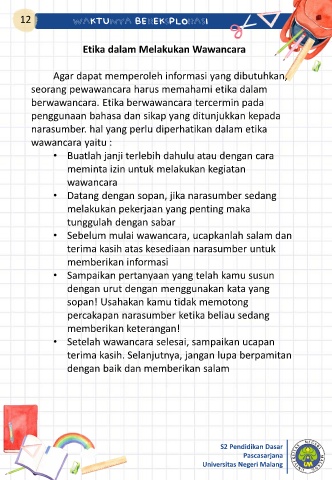 12
WAKTUNYA BEREKSPLORASI
Etika dalam Melakukan Wawancara
Agar dapat memperoleh informasi yang dibutuhkan,
seorang pewawancara harus memahami etika dalam
berwawancara. Etika berwawancara tercermin pada
penggunaan bahasa dan sikap yang ditunjukkan kepada
narasumber. hal yang perlu diperhatikan dalam etika
wawancara yaitu :
• Buatlah janji terlebih dahulu atau dengan cara
meminta izin untuk melakukan kegiatan
wawancara
• Datang dengan sopan, jika narasumber sedang
melakukan pekerjaan yang penting maka
tunggulah dengan sabar
• Sebelum mulai wawancara, ucapkanlah salam dan
terima kasih atas kesediaan narasumber untuk
memberikan informasi
• Sampaikan pertanyaan yang telah kamu susun
dengan urut dengan menggunakan kata yang
sopan! Usahakan kamu tidak memotong
percakapan narasumber ketika beliau sedang
memberikan keterangan!
• Setelah wawancara selesai, sampaikan ucapan
terima kasih. Selanjutnya, jangan lupa berpamitan
dengan baik dan memberikan salam
S2 Pendidikan Dasar
Pascasarjana
Universitas Negeri Malang